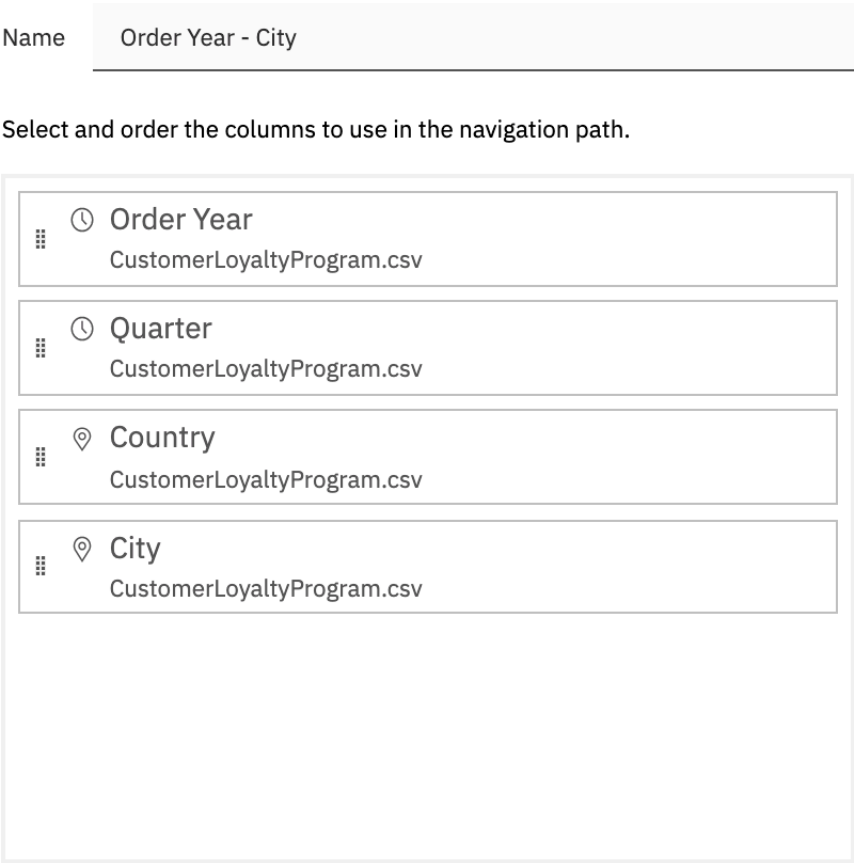 Name Order Year - City
Select and order the columns to use in the navigation path.
Order Year
CustomerLoyaltyProgram.csv
Quarter
CustomerLoyaltyProgram.csv
Country
CustomerLoyaltyProgram.csv
City
CustomerLoyaltyProgram.csv